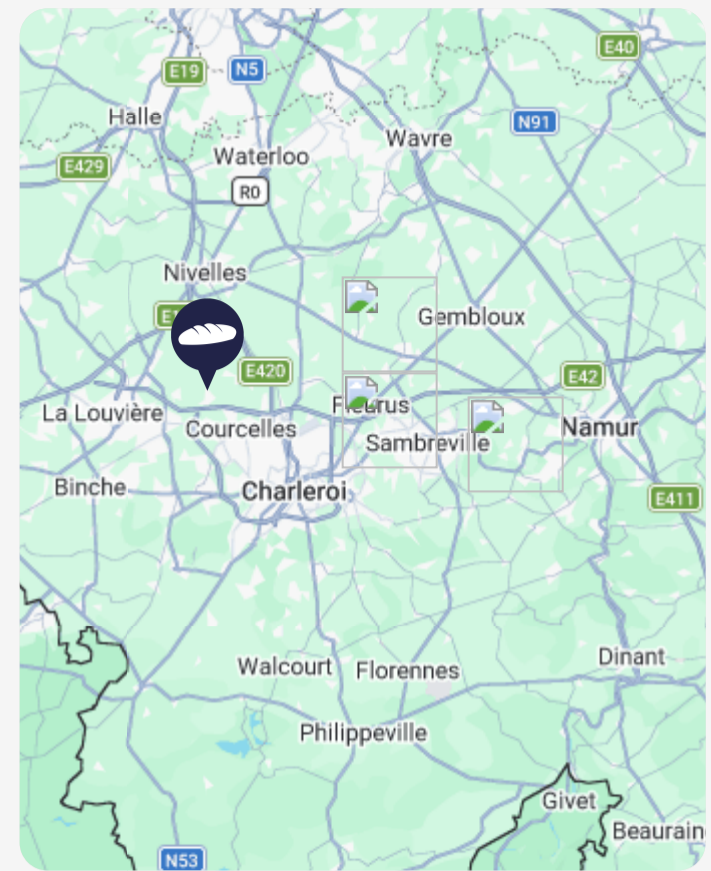 E40
E19
N5
Halle
N91
Wavre
Waterloo
E429
R0
Nivelles
Gembloux
E420
E42
Fleurus
La Louvière
Courcelles
Namur
Sambreville
Binche
Charleroi
E411
Dinant
Walcourt
Florennes
Philippeville
Givet
Beaurain
N53